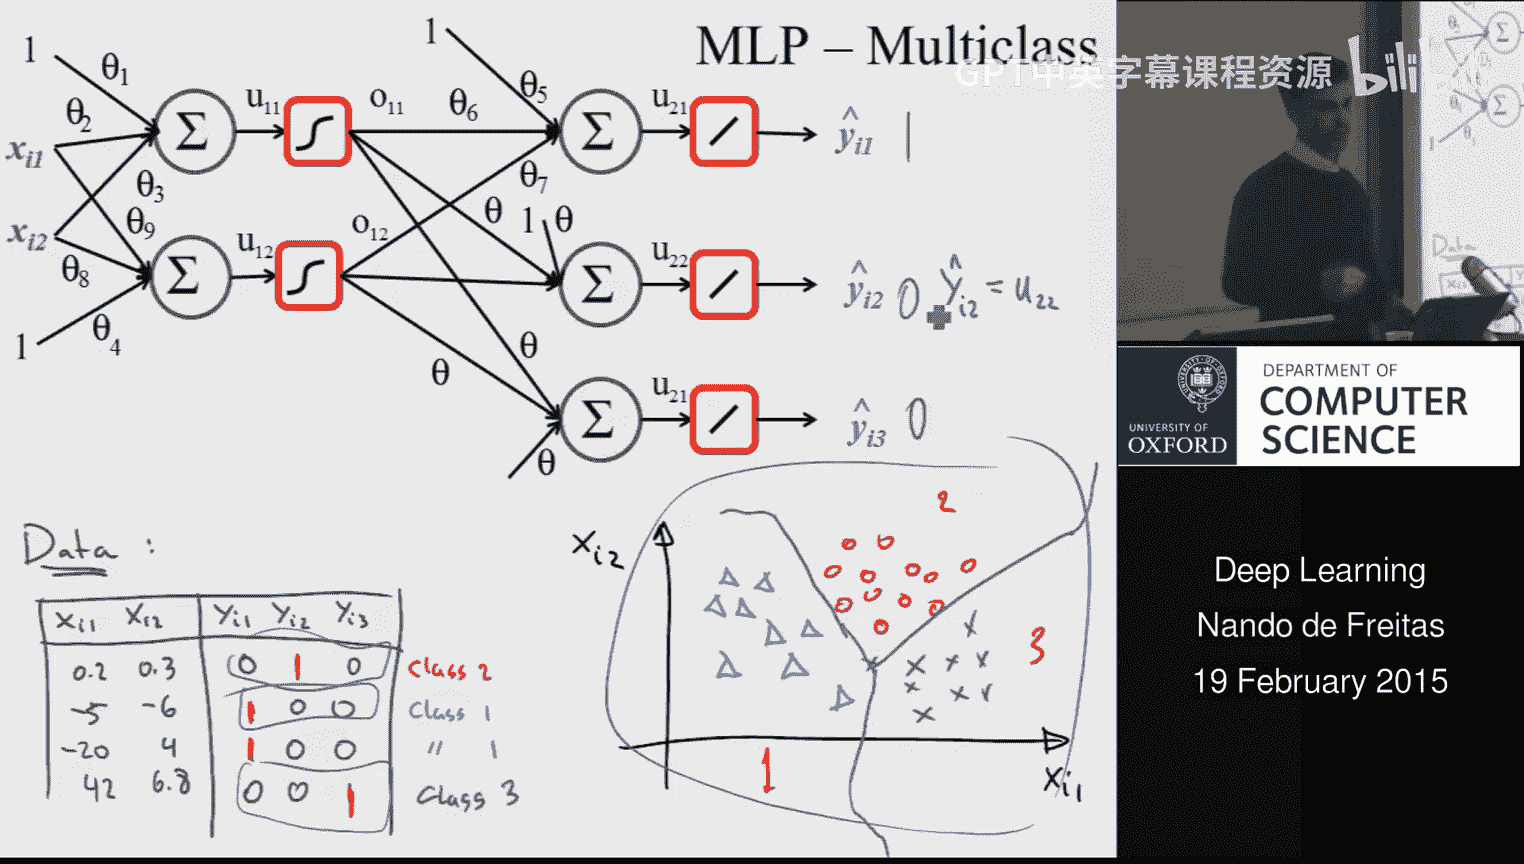 MLP – Multiclass
GPT中英字幕课程资源 bili
1 θ1 u11 o11 θ6 1 θ5 u21 ŷi1 |
θ2
xi1
θ3 θ7
xi2 θ9 u12 o12 θ 1 θ u22 ŷi2 0 ŷi2 = u22
θ8
1 θ4 θ θ u21 ŷi3 0
θ
Data :
xi1 xi2 yi1 yi2 yi3
0.2 0.3 0 1 0 Class 2
-5 -6 1 0 0 Class 1
-20 4 1 0 0 " 1
42 6.8 0 0 1 Class 3
xi2
2
3
1
xi1
Data
UNIVERSITY OF
OXFORD
DEPARTMENT OF
COMPUTER
SCIENCE
Deep Learning
Nando de Freitas
19 February 2015